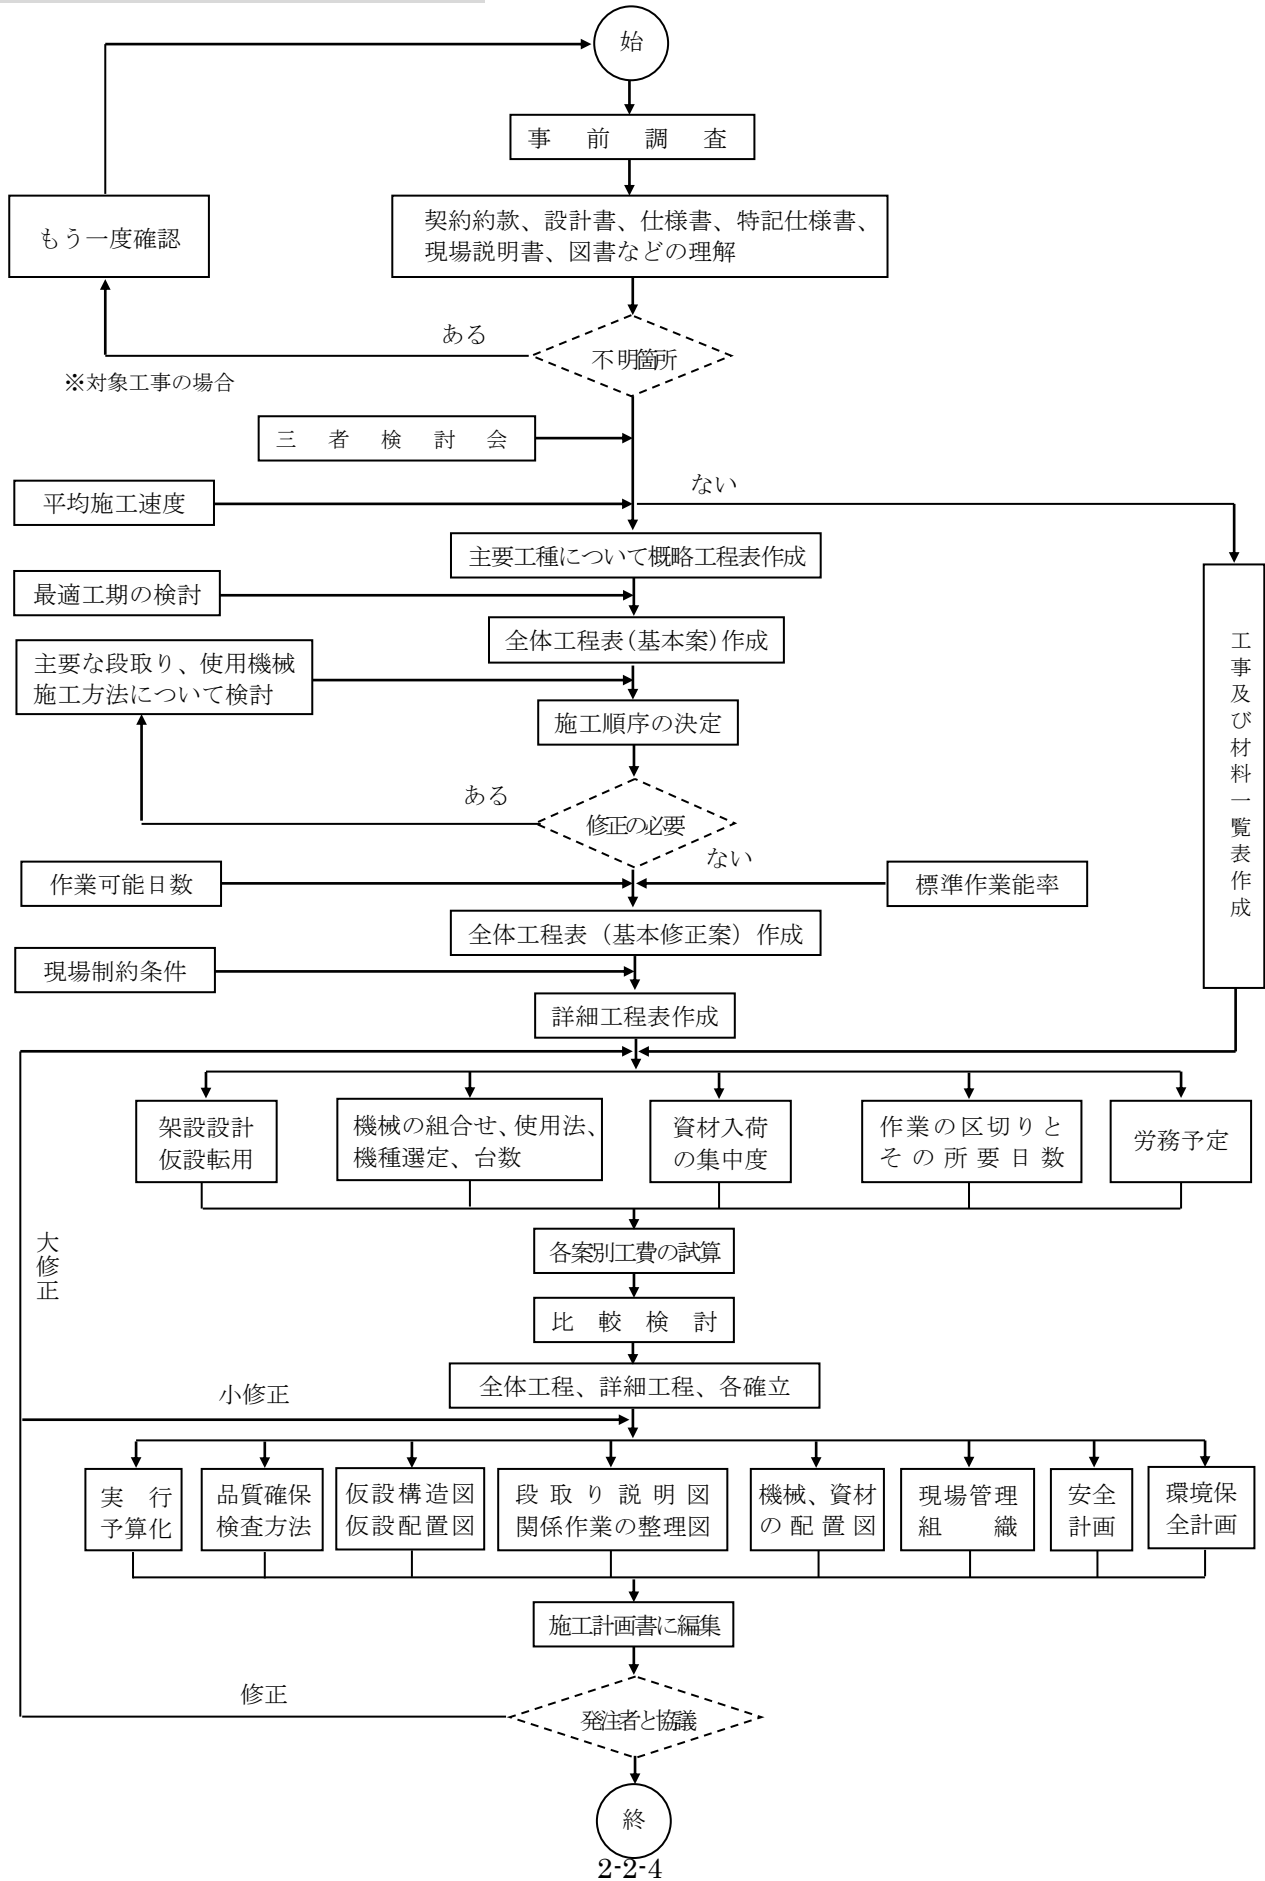 始
事前調査
もう一度確認
契約約款、設計書、仕様書、特記仕様書、
現場説明書、図書などの理解
ある
不明箇所
※対象工事の場合
三者検討会
平均施工速度
ない
主要工種について概略工程表作成
最適工期の検討
全体工程表(基本案)作成
主要な段取り、使用機械
施工方法について検討
施工順序の決定
工事及び材料一覧表作成
ある
修正の必要
ない
作業可能日数
標準作業能率
全体工程表（基本修正案）作成
現場制約条件
詳細工程表作成
架設設計
仮設転用
機械の組合せ、使用法、
機種選定、台数
資材入荷
の集中度
作業の区切りと
その所要日数
労務予定
大修正
各案別工費の試算
比較検討
全体工程、詳細工程、各確立
小修正
実行
予算化
品質確保
検査方法
仮設構造図
仮設配置図
段取り説明図
関係作業の整理図
機械、資材
の配置図
現場管理
組織
安全
計画
環境保
全計画
施工計画書に編集
修正
発注者と協議
終
2-2-4